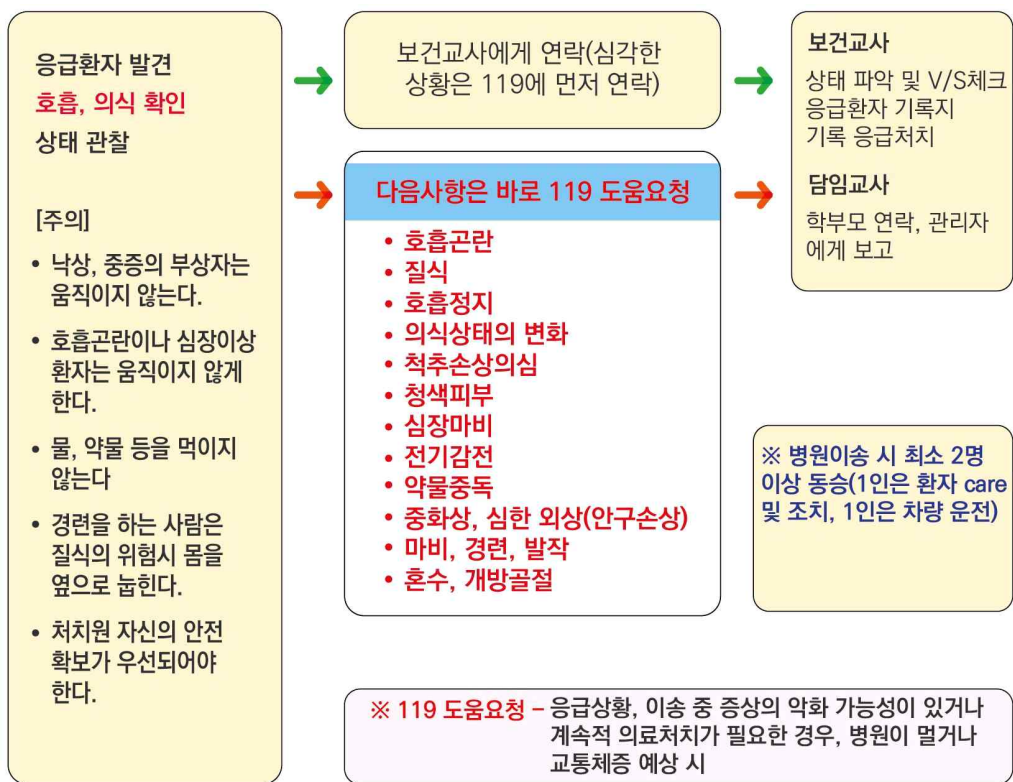 응급환자 발견
호흡, 의식 확인
상태 관찰
[주의]
• 낙상, 중증의 부상자는
움직이지 않는다.
• 호흡곤란이나 심장이상
환자는 움직이지 않게
한다.
• 물, 약물 등을 먹이지
않는다
• 경련을 하는 사람은
질식의 위험시 몸을
옆으로 눕힌다.
• 처치원 자신의 안전
확보가 우선되어야
한다.
보건교사에게 연락(심각한
상황은 119에 먼저 연락)
다음사항은 바로 119 도움요청
• 호흡곤란
• 질식
• 호흡정지
• 의식상태의 변화
• 척추손상의심
• 청색피부
• 심장마비
• 전기감전
• 약물중독
• 중화상, 심한 외상(안구손상)
• 마비, 경련, 발작
• 혼수, 개방골절
보건교사
상태 파악 및 V/S체크
응급환자 기록지
기록 응급처치
담임교사
학부모 연락, 관리자
에게 보고
※ 병원이송 시 최소 2명
이상 동승(1인은 환자 care
및 조치, 1인은 차량 운전)
※ 119 도움요청 – 응급상황, 이송 중 증상의 악화 가능성이 있거나
계속적 의료처치가 필요한 경우, 병원이 멀거나
교통체증 예상 시